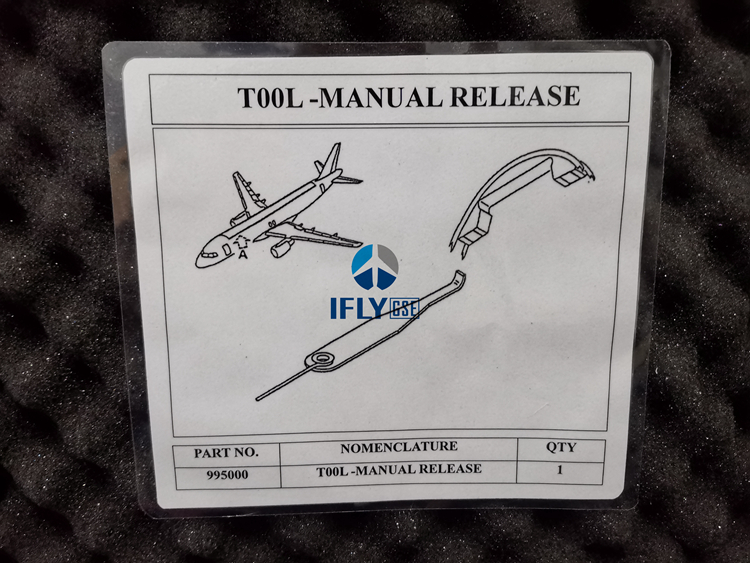 T00L -MANUAL RELEASE
A
IFLY GSE
PART NO. NOMENCLATURE QTY
995000 T00L -MANUAL RELEASE 1